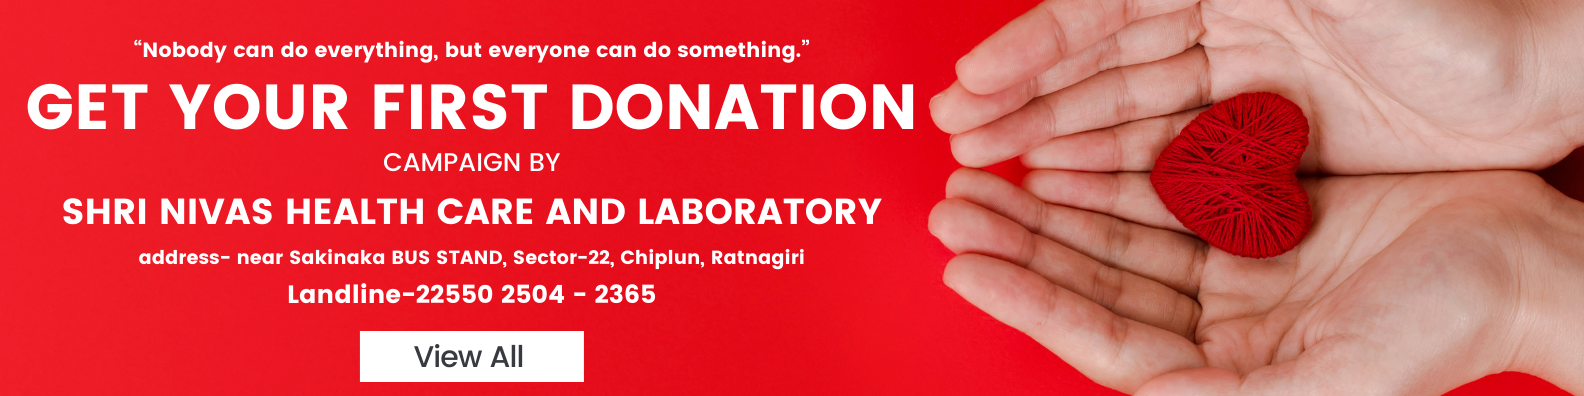 “Nobody can do everything, but everyone can do something.”
GET YOUR FIRST DONATION
CAMPAIGN BY
SHRI NIVAS HEALTH CARE AND LABORATORY
address- near Sakinaka BUS STAND, Sector-22, Chiplun, Ratnagiri
Landline-22550 2504 - 2365
View All